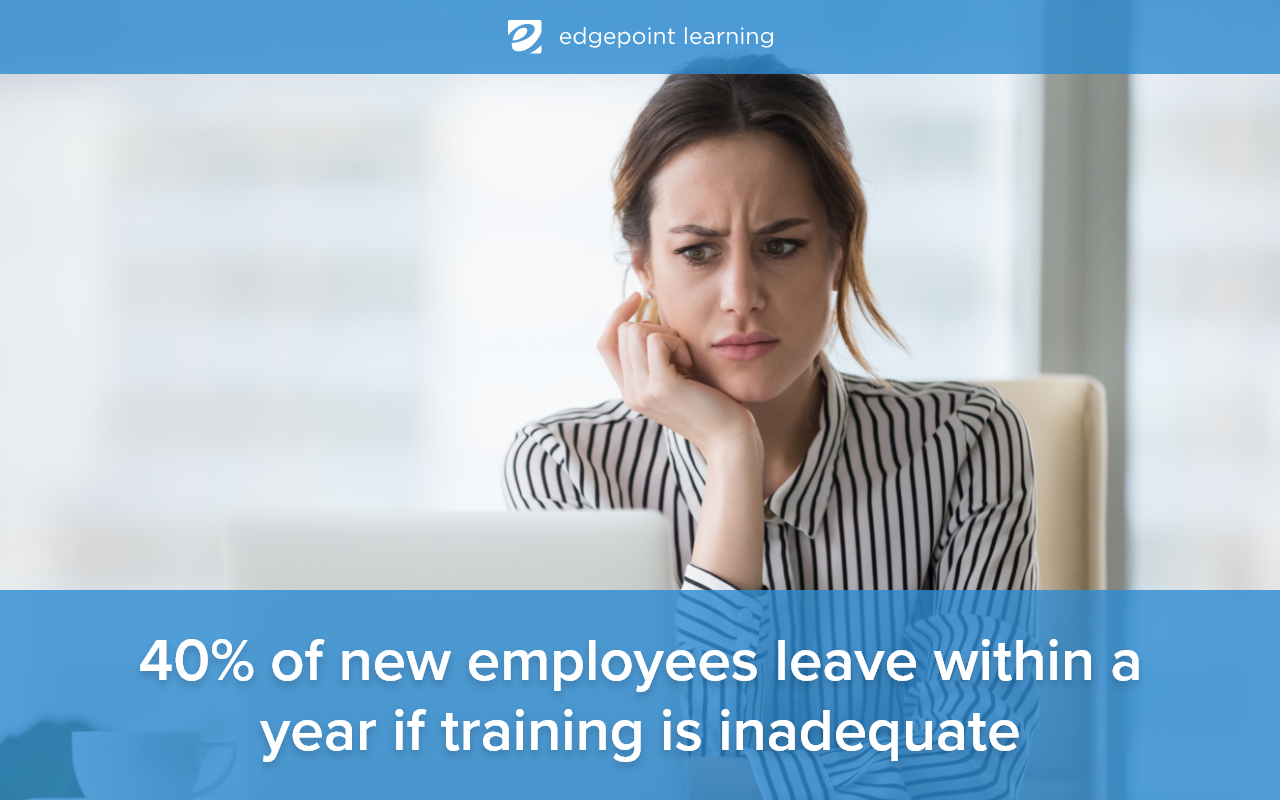 edgepoint learning
40% of new employees leave within a
year if training is inadequate